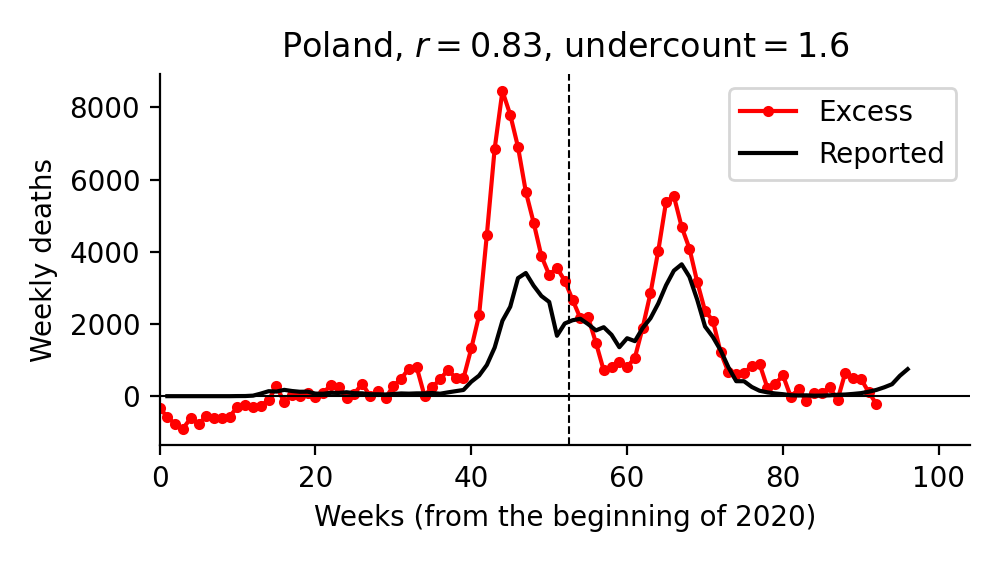 Poland, r = 0.83, undercount = 1.6
Excess
Reported
Weekly deaths
8000
6000
4000
2000
0
0 20 40 60 80 100
Weeks (from the beginning of 2020)